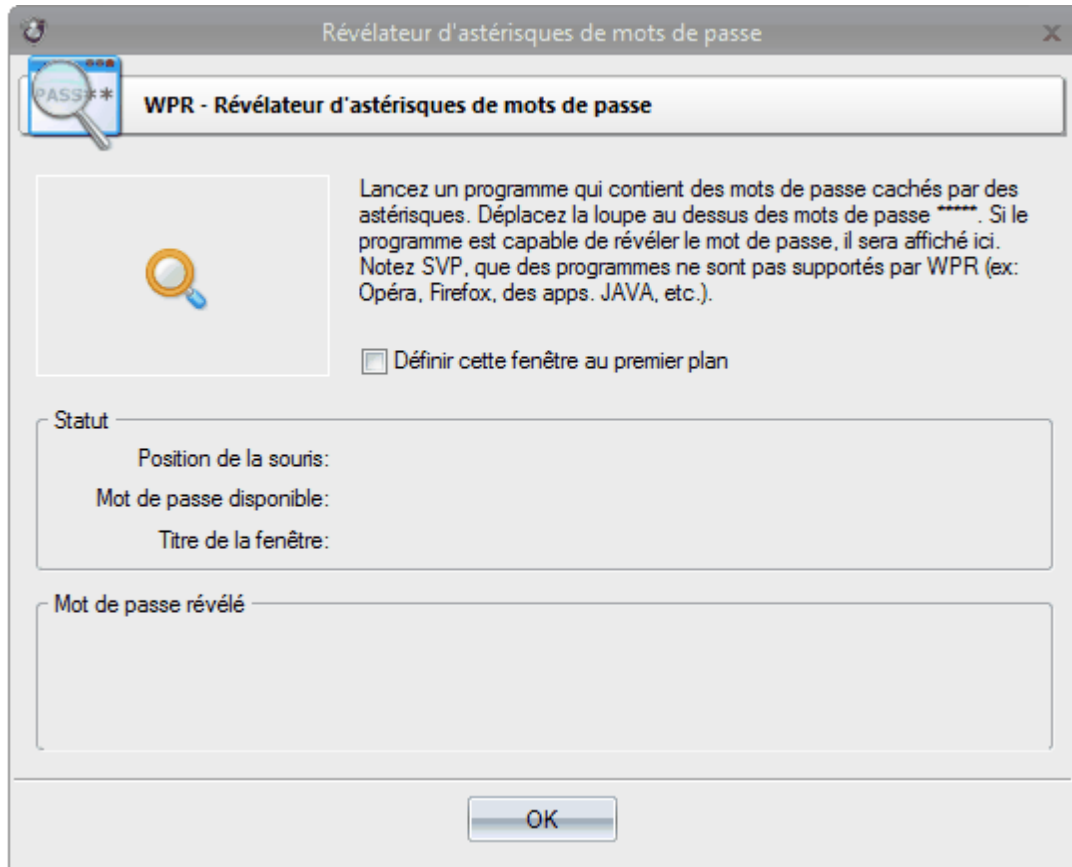 Révélateur d'astérisques de mots de passe
x
PASS**
WPR - Révélateur d'astérisques de mots de passe
Lancez un programme qui contient des mots de passe cachés par des
astérisques. Déplacez la loupe au dessus des mots de passe *****. Si le
programme est capable de révéler le mot de passe, il sera affiché ici.
Notez SVP, que des programmes ne sont pas supportés par WPR (ex:
Opéra, Firefox, des apps. JAVA, etc.).
Définir cette fenêtre au premier plan
Statut
Position de la souris:
Mot de passe disponible:
Titre de la fenêtre:
Mot de passe révélé
OK